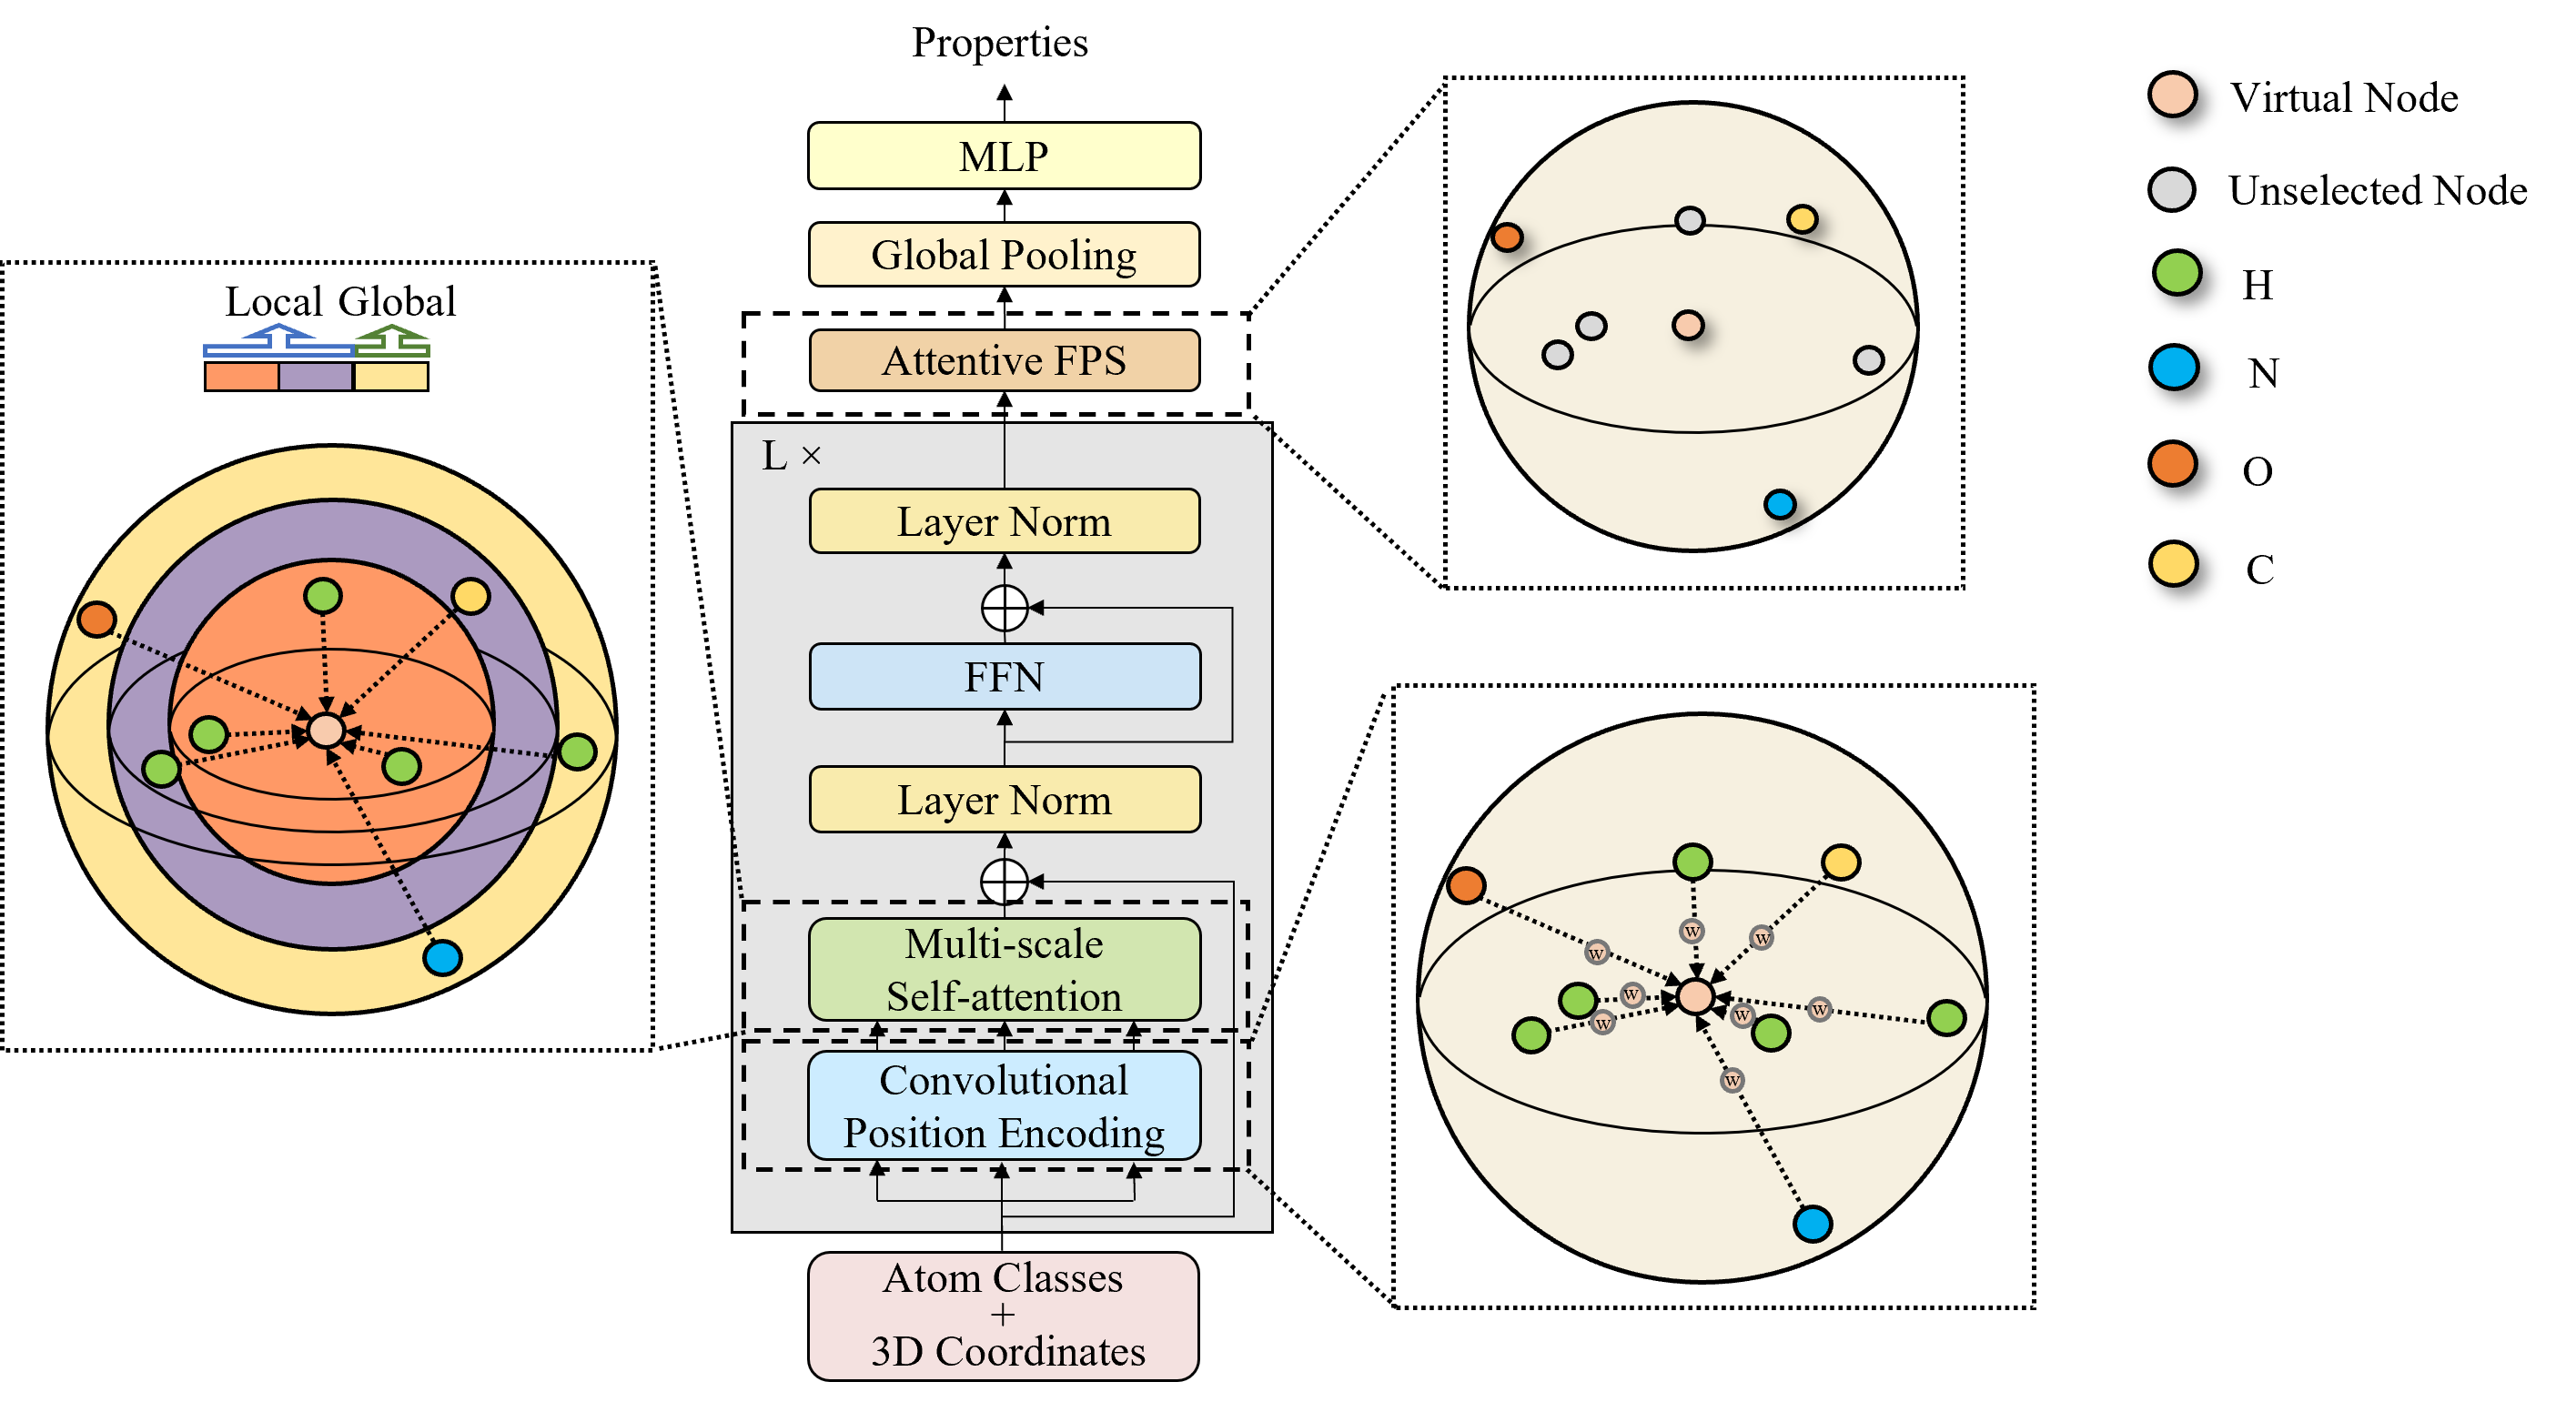 Properties
MLP
Global Pooling
Attentive FPS
L ×
Layer Norm
FFN
Layer Norm
Multi-scale
Self-attention
Convolutional
Position Encoding
Atom Classes
+
3D Coordinates
Local Global
w
w
w
w
w
w
w
w
Virtual Node
Unselected Node
H
N
O
C